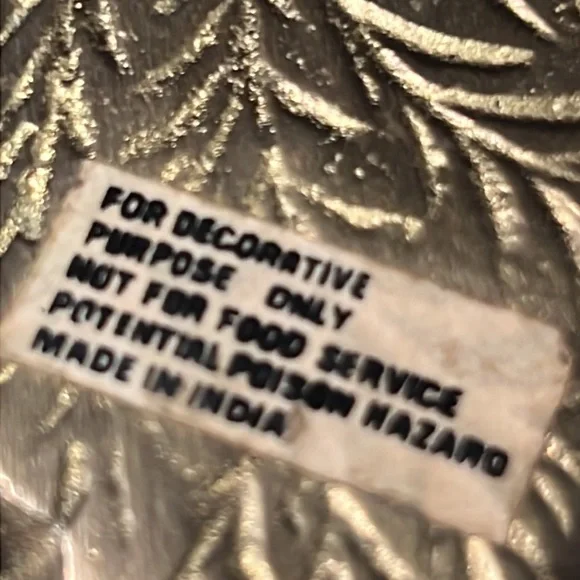 FOR DECORATIVE
PURPOSE ONLY
NOT FOR FOOD SERVICE
POTENTIAL POISON HAZARD
MADE IN INDIA